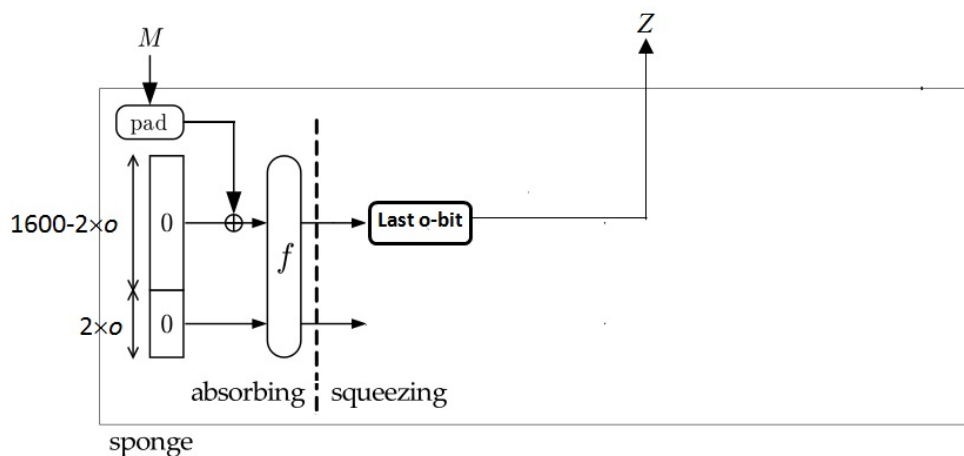 Z
M
pad
1600-2×o
0
⊕
Last o-bit
f
2×o
0
absorbing
squeezing
sponge